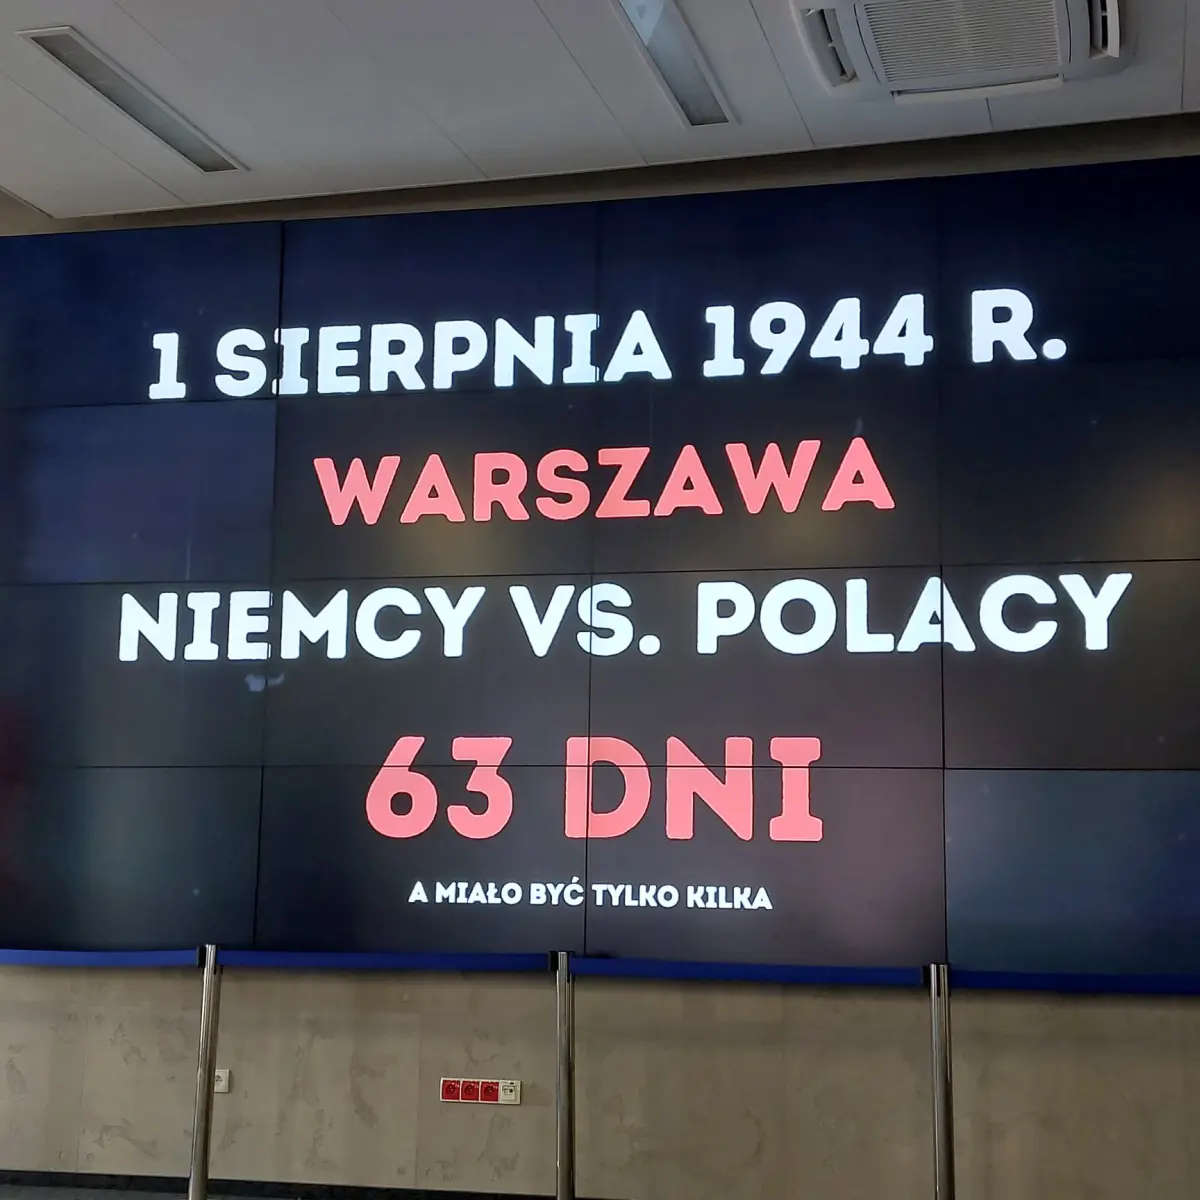 1 SIERPNIA 1944 R.
WARSZAWA
NIEMCY VS. POLACY
63 DNI
A MIAŁO BYĆ TYLKO KILKA